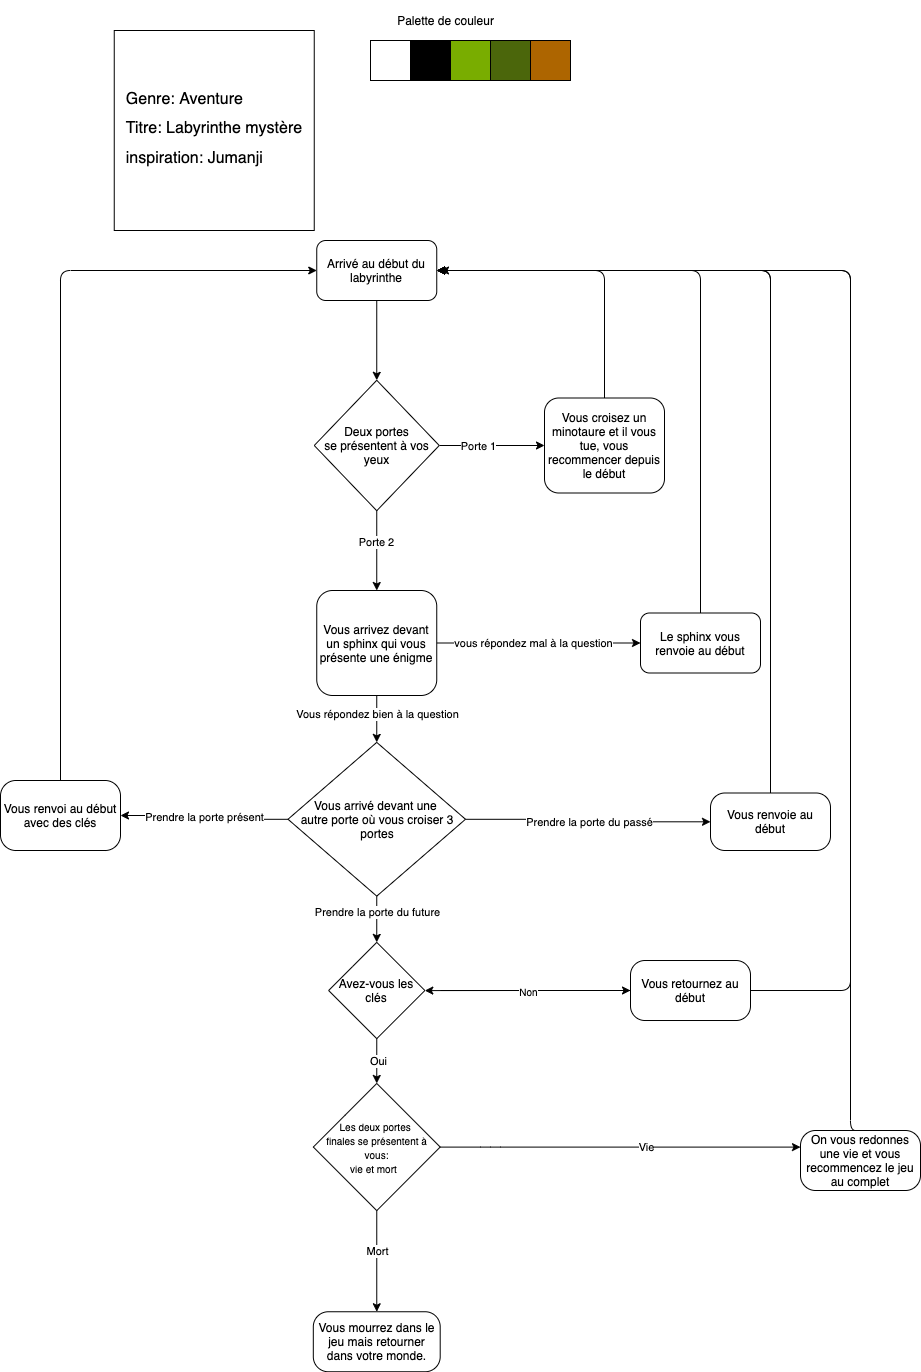 Palette de couleur
Genre: Aventure
Titre: Labyrinthe mystère
inspiration: Jumanji
Arrivé au début du
labyrinthe
Deux portes
se présentent à vos
yeux
Porte 1
Vous croisez un
minotaure et il vous
tue, vous
recommencer depuis
le début
Porte 2
Vous arrivez devant
un sphinx qui vous
présente une énigme
vous répondez mal à la question
Le sphinx vous
renvoie au début
Vous répondez bien à la question
Vous renvoi au début
avec des clés
Prendre la porte présent
Vous arrivé devant une
autre porte où vous croiser 3
portes
Prendre la porte du passé
Vous renvoie au
début
Prendre la porte du future
Avez-vous les
clés
Non
Vous retournez au
début
Oui
Les deux portes
finales se présentent à
vous:
vie et mort
Vie
On vous redonnes
une vie et vous
recommencez le jeu
au complet
Mort
Vous mourrez dans le
jeu mais retourner
dans votre monde.